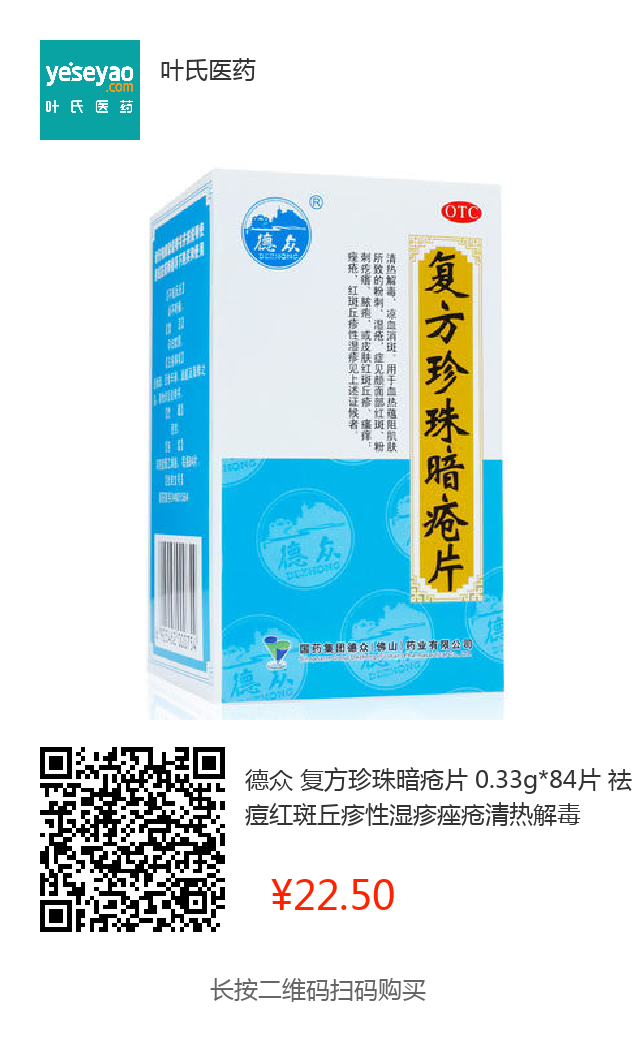 yeseyao
.com
叶氏医药
叶氏医药
德众
DEZHONG
®
OTC
复方珍珠暗疮片
清热解毒、凉血消斑。用于血热蕴阻肌肤
所致的粉刺、湿疮,症见颜面部红斑、粉
刺疙瘩、脓疱,或皮肤红斑丘疹、瘙痒;
痤疮、红斑丘疹性湿疹见上述证候者。
德众
DEZHONG
国药集团德众(佛山)药业有限公司
德众 复方珍珠暗疮片 0.33g*84片 祛
痘红斑丘疹性湿疹痤疮清热解毒
¥22.50
长按二维码扫码购买